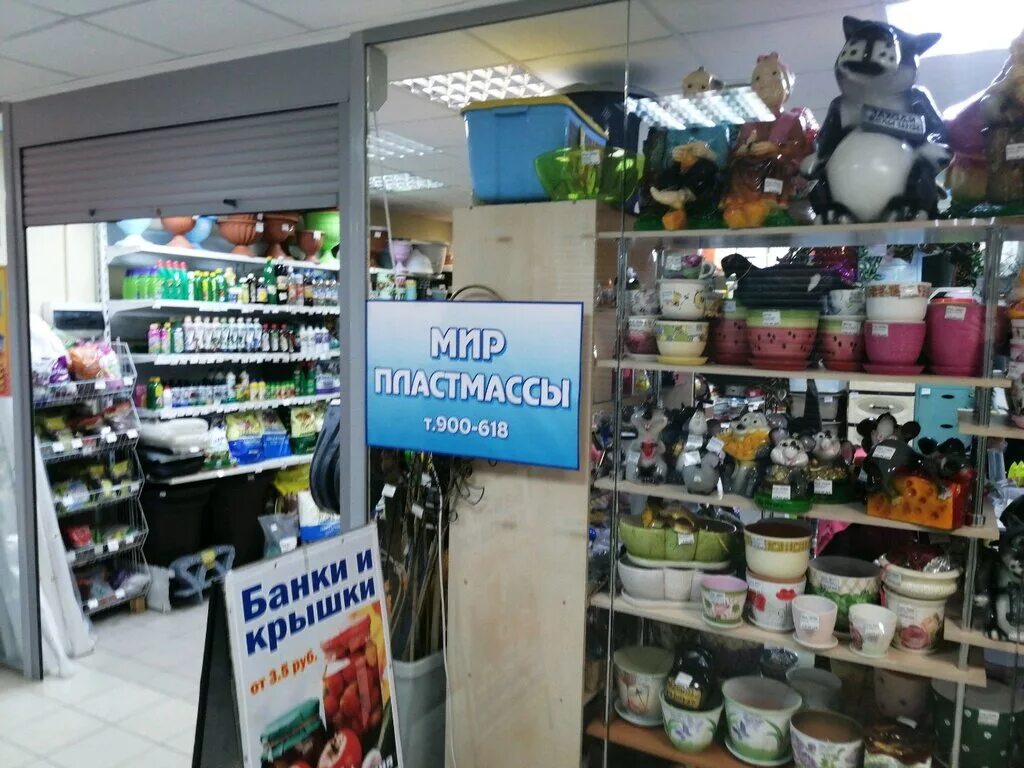 МИР
ПЛАСТМАССЫ
т.900-618
Банки и
крышки
от 3,5 руб.